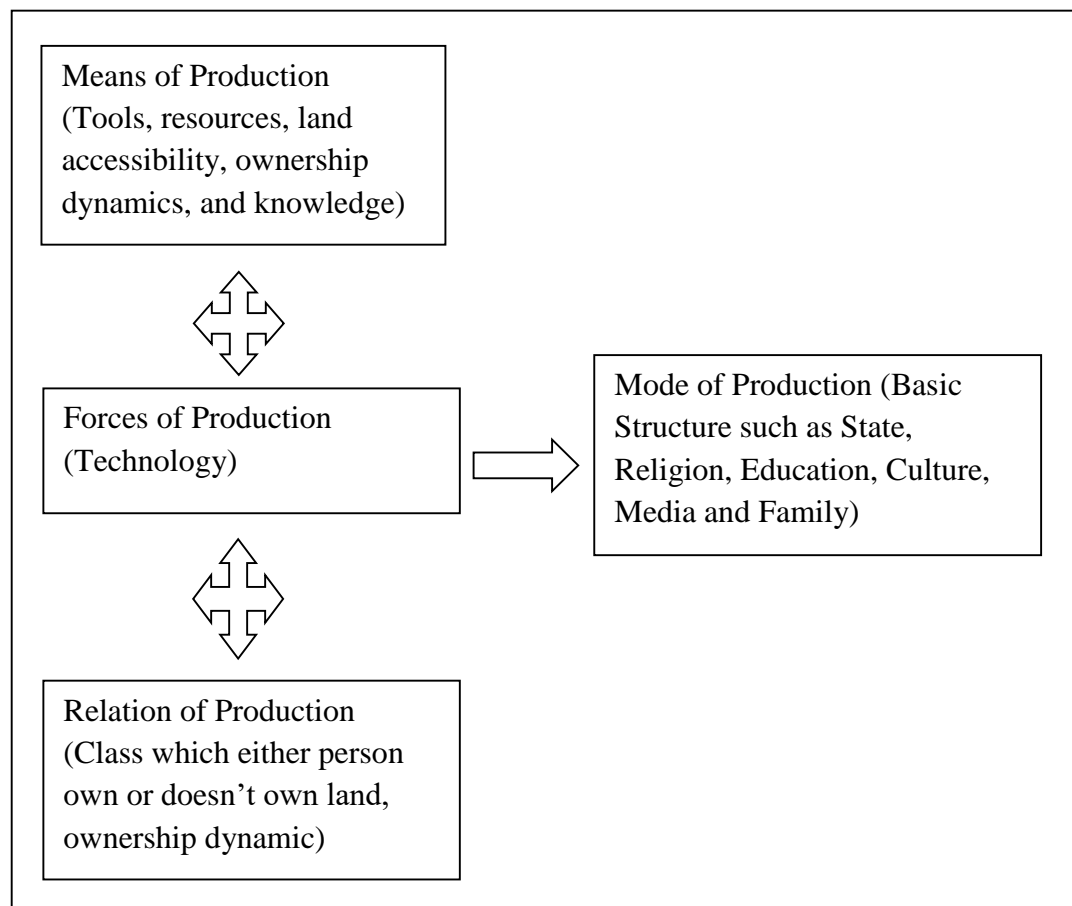 Means of Production
(Tools, resources, land
accessibility, ownership
dynamics, and knowledge)
Forces of Production
(Technology)
Mode of Production (Basic
Structure such as State,
Religion, Education, Culture,
Media and Family)
Relation of Production
(Class which either person
own or doesn’t own land,
ownership dynamic)